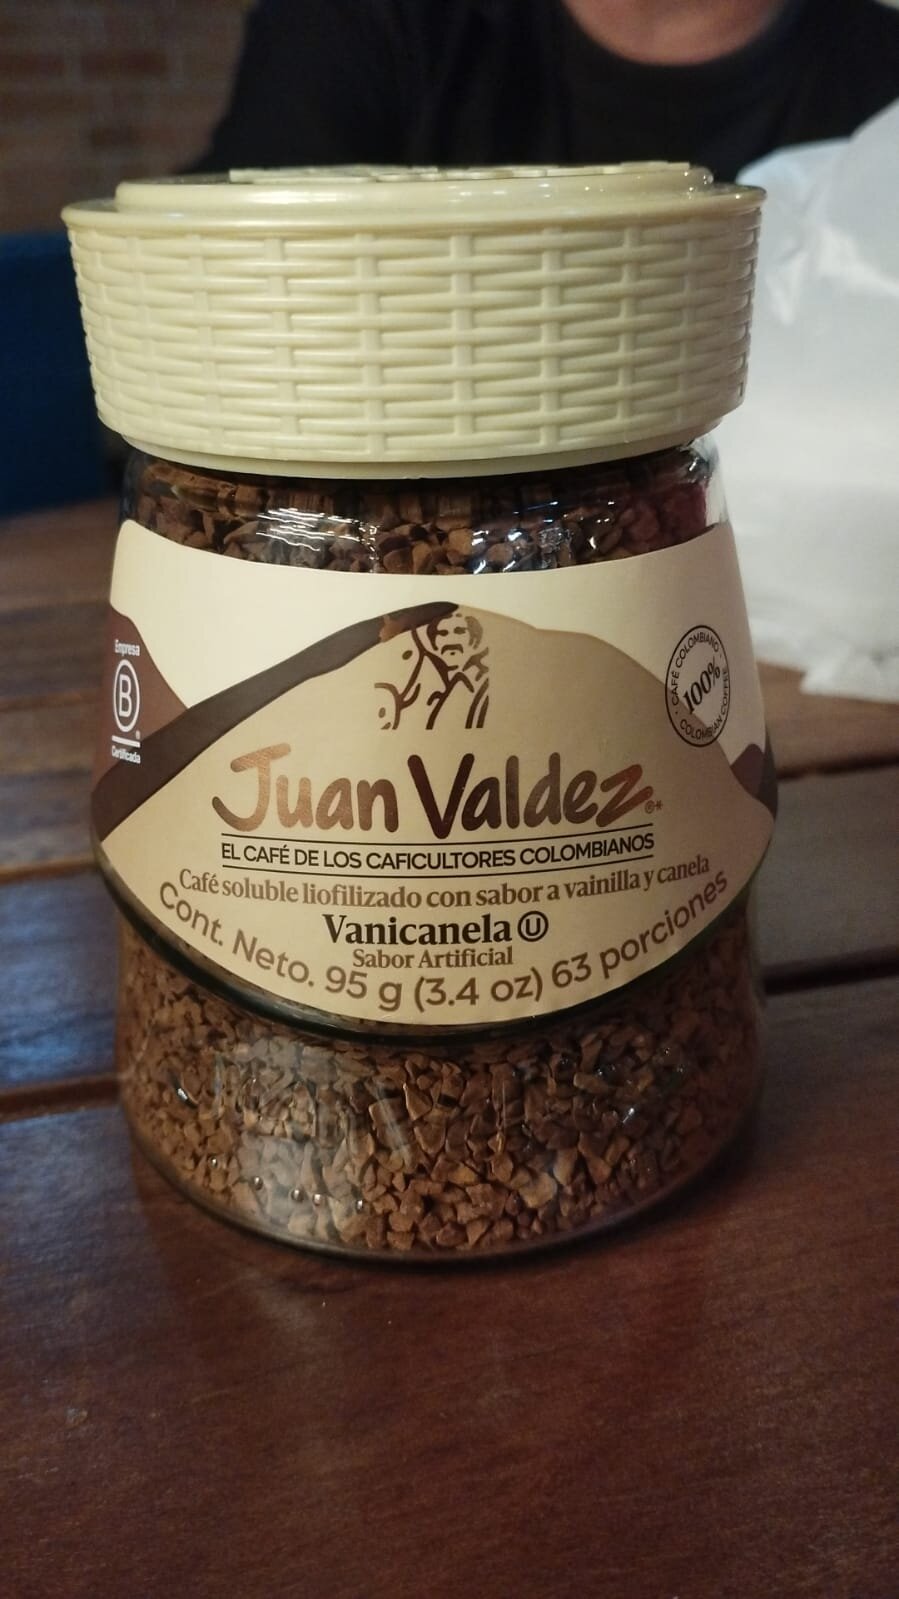 Empresa
B
Certificada
CAFÉ COLOMBIANO
100%
COLOMBIAN COFFEE
Juan Valdez®*
EL CAFÉ DE LOS CAFICULTORES COLOMBIANOS
Café soluble liofilizado con sabor a vainilla y canela
Vanicanela Ⓤ
Sabor Artificial
Cont. Neto. 95 g (3.4 oz) 63 porciones